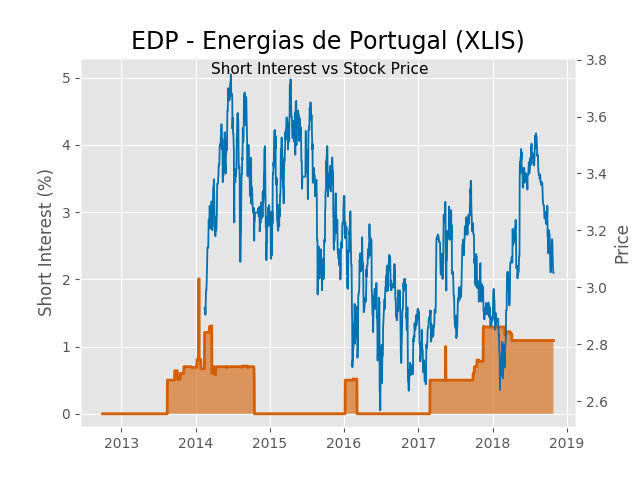 EDP - Energias de Portugal (XLIS)
Short Interest vs Stock Price
Short Interest (%)
5
4
3
2
1
0
3.8
3.6
3.4
3.2
3.0
2.8
2.6
Price
2013 2014 2015 2016 2017 2018 2019